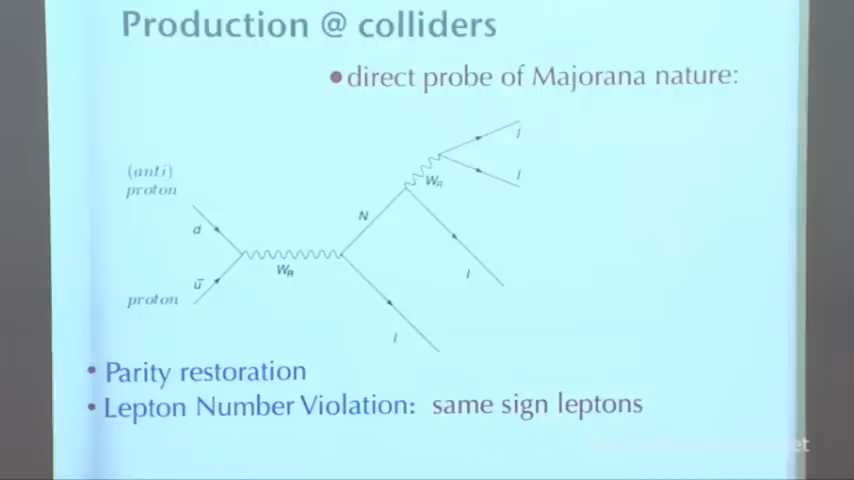 Production @ colliders
•direct probe of Majorana nature:
(anti)
proton
d
ū
proton
W_R
N
W_R
j
j
l
l
• Parity restoration
• Lepton Number Violation: same sign leptons